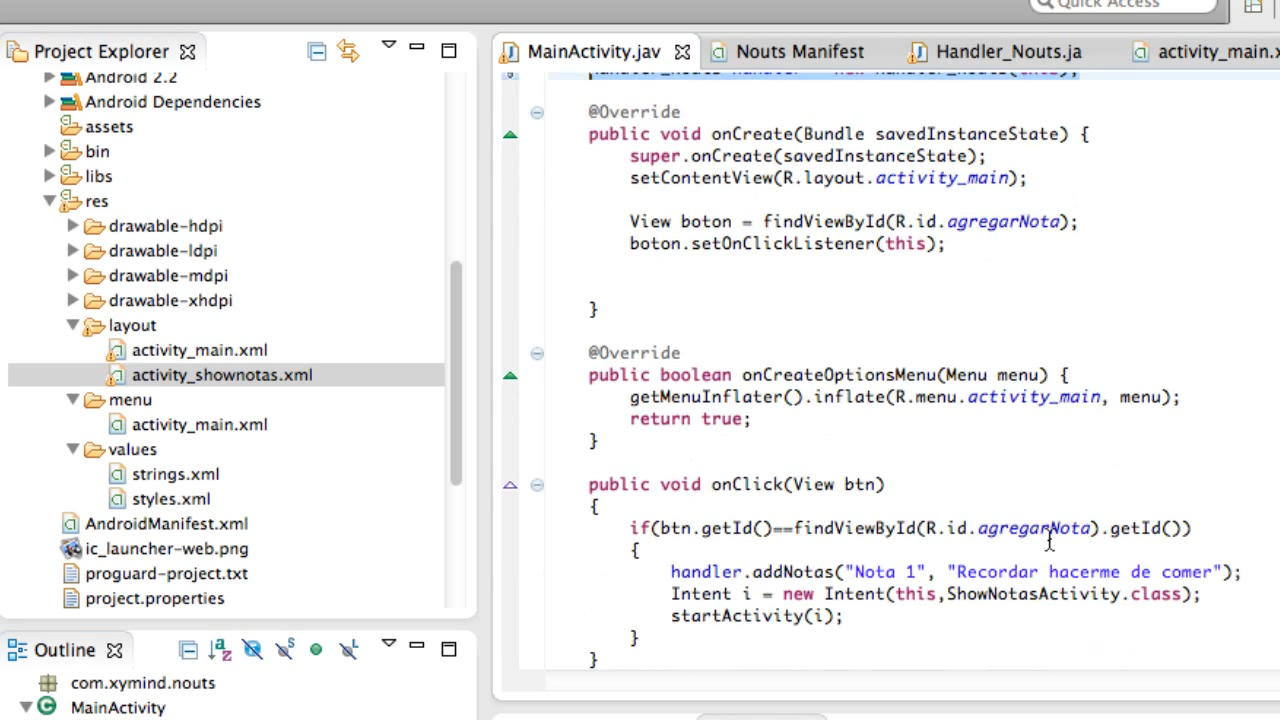 Quick Access
Project Explorer
MainActivity.jav
Nouts Manifest
Handler_Nouts.ja
activity_main.x
Android 2.2
Android Dependencies
assets
bin
libs
res
drawable-hdpi
drawable-ldpi
drawable-mdpi
drawable-xhdpi
layout
activity_main.xml
activity_shownotas.xml
menu
activity_main.xml
values
strings.xml
styles.xml
AndroidManifest.xml
ic_launcher-web.png
proguard-project.txt
project.properties
Outline
com.xymind.nouts
MainActivity
Handler_Nouts handler = new Handler_Nouts(this);
@Override
public void onCreate(Bundle savedInstanceState) {
super.onCreate(savedInstanceState);
setContentView(R.layout.activity_main);
View boton = findViewById(R.id.agregarNota);
boton.setOnClickListener(this);
}
@Override
public boolean onCreateOptionsMenu(Menu menu) {
getMenuInflater().inflate(R.menu.activity_main, menu);
return true;
}
public void onClick(View btn)
{
if(btn.getId()==findViewById(R.id.agregarNota).getId())
{
handler.addNotas("Nota 1", "Recordar hacerme de comer");
Intent i = new Intent(this,ShowNotasActivity.class);
startActivity(i);
}
}